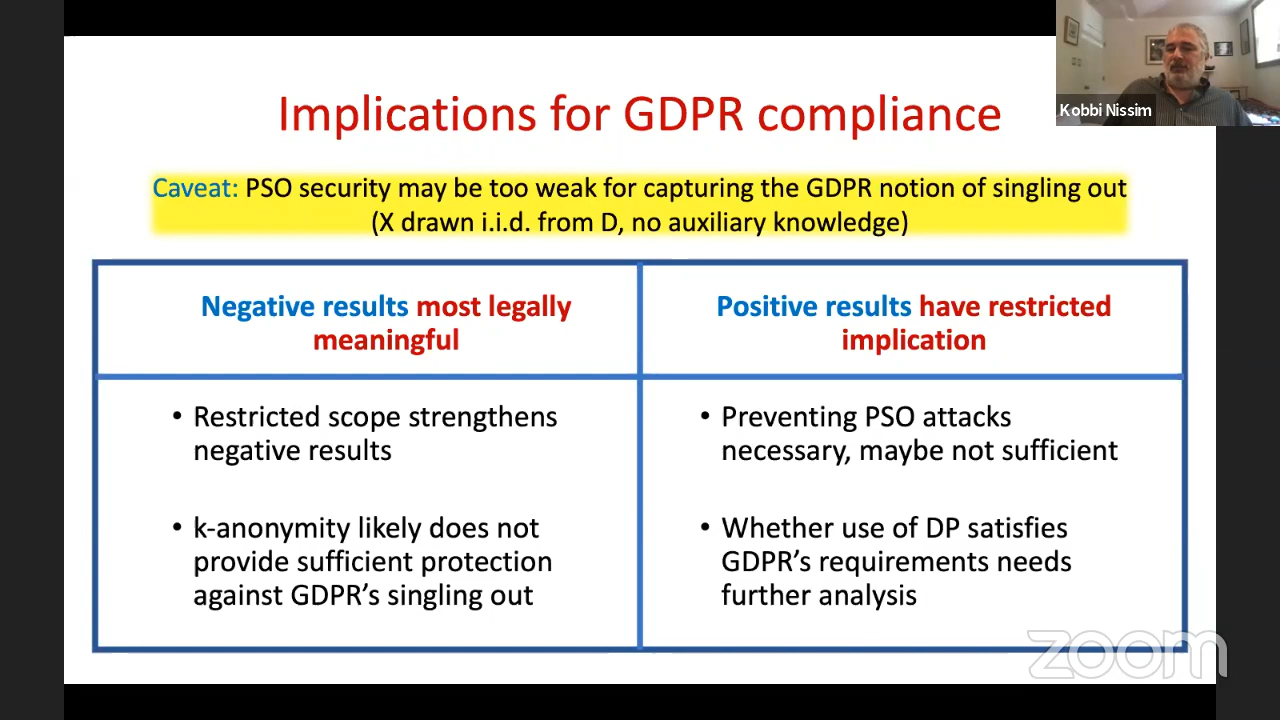 Kobbi Nissim
Implications for GDPR compliance
Caveat: PSO security may be too weak for capturing the GDPR notion of singling out
(X drawn i.i.d. from D, no auxiliary knowledge)
Negative results most legally
meaningful
• Restricted scope strengthens
negative results
• k-anonymity likely does not
provide sufficient protection
against GDPR's singling out
Positive results have restricted
implication
• Preventing PSO attacks
necessary, maybe not sufficient
• Whether use of DP satisfies
GDPR's requirements needs
further analysis
zoom